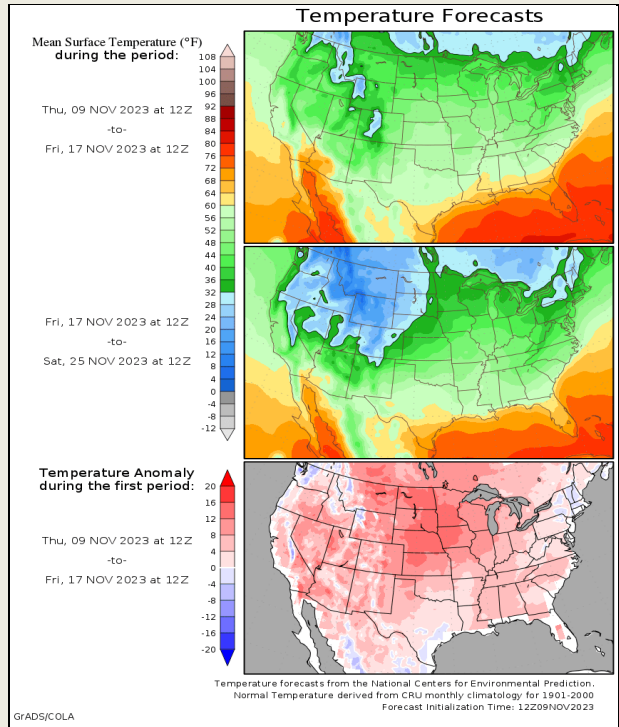 Temperature Forecasts
Mean Surface Temperature (°F)
during the period:
Thu, 09 NOV 2023 at 12Z
-to-
Fri, 17 NOV 2023 at 12Z
108
104
100
96
92
88
84
80
76
72
68
64
60
56
52
48
44
40
36
32
28
24
20
16
12
8
4
0
-4
-8
-12
Fri, 17 NOV 2023 at 12Z
-to-
Sat, 25 NOV 2023 at 12Z
Temperature Anomaly
during the first period:
Thu, 09 NOV 2023 at 12Z
-to-
Fri, 17 NOV 2023 at 12Z
20
16
12
8
4
0
-4
-8
-12
-16
-20
Temperature forecasts from the National Centers for Environmental Prediction.
Normal Temperature derived from CRU monthly climatology for 1901-2000
Forecast Initialization Time: 12Z09NOV2023
GrADS/COLA